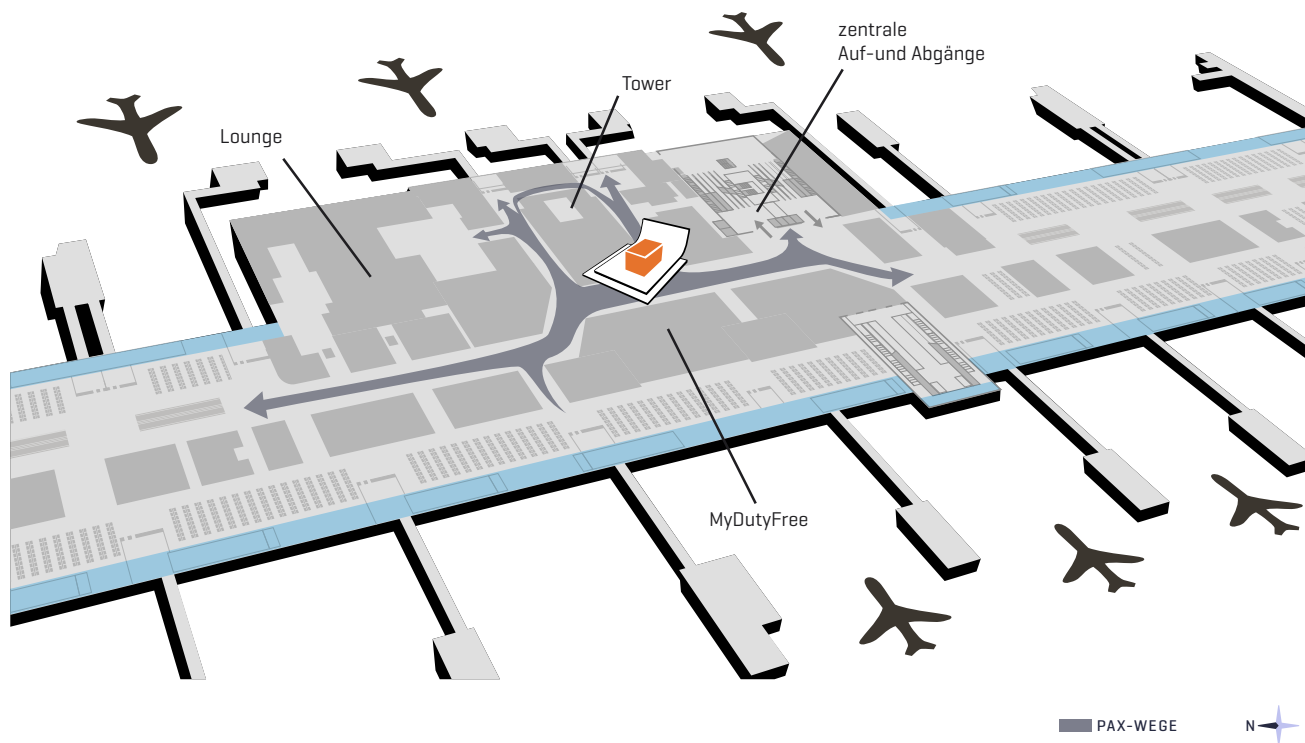 zentrale
Auf-und Abgänge
Tower
Lounge
MyDutyFree
PAX-WEGE
N